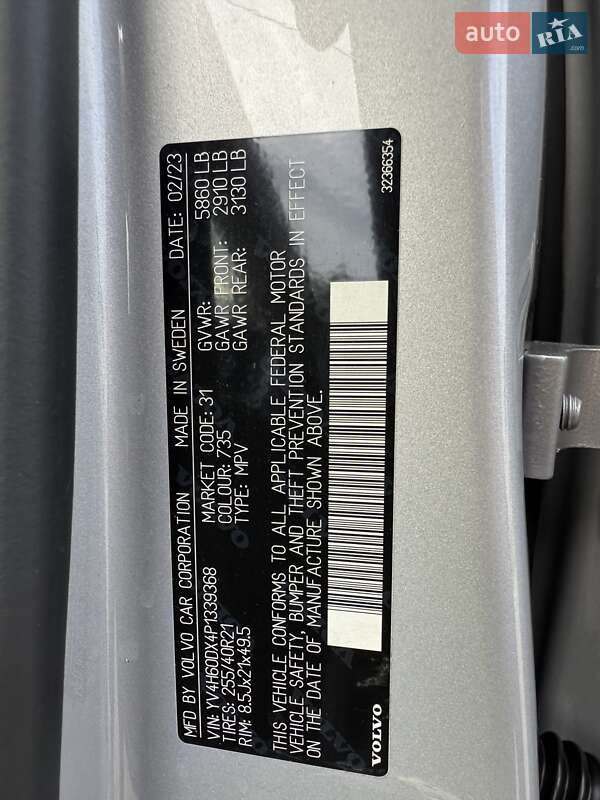 auto RIA.com
MFD BY VOLVO CAR CORPORATION MADE IN SWEDEN DATE: 02/23
VIN: YV4H60DX4P1339368 MARKET CODE: 31 GVWR: 5860 LB
TIRES: 255/40R21 COLOUR: 735 GAWR FRONT: 2910 LB
RIM: 8.5Jx21x49.5 TYPE: MPV GAWR REAR: 3130 LB
THIS VEHICLE CONFORMS TO ALL APPLICABLE FEDERAL MOTOR
VEHICLE SAFETY, BUMPER AND THEFT PREVENTION STANDARDS IN EFFECT
ON THE DATE OF MANUFACTURE SHOWN ABOVE.
VOLVO
32366354